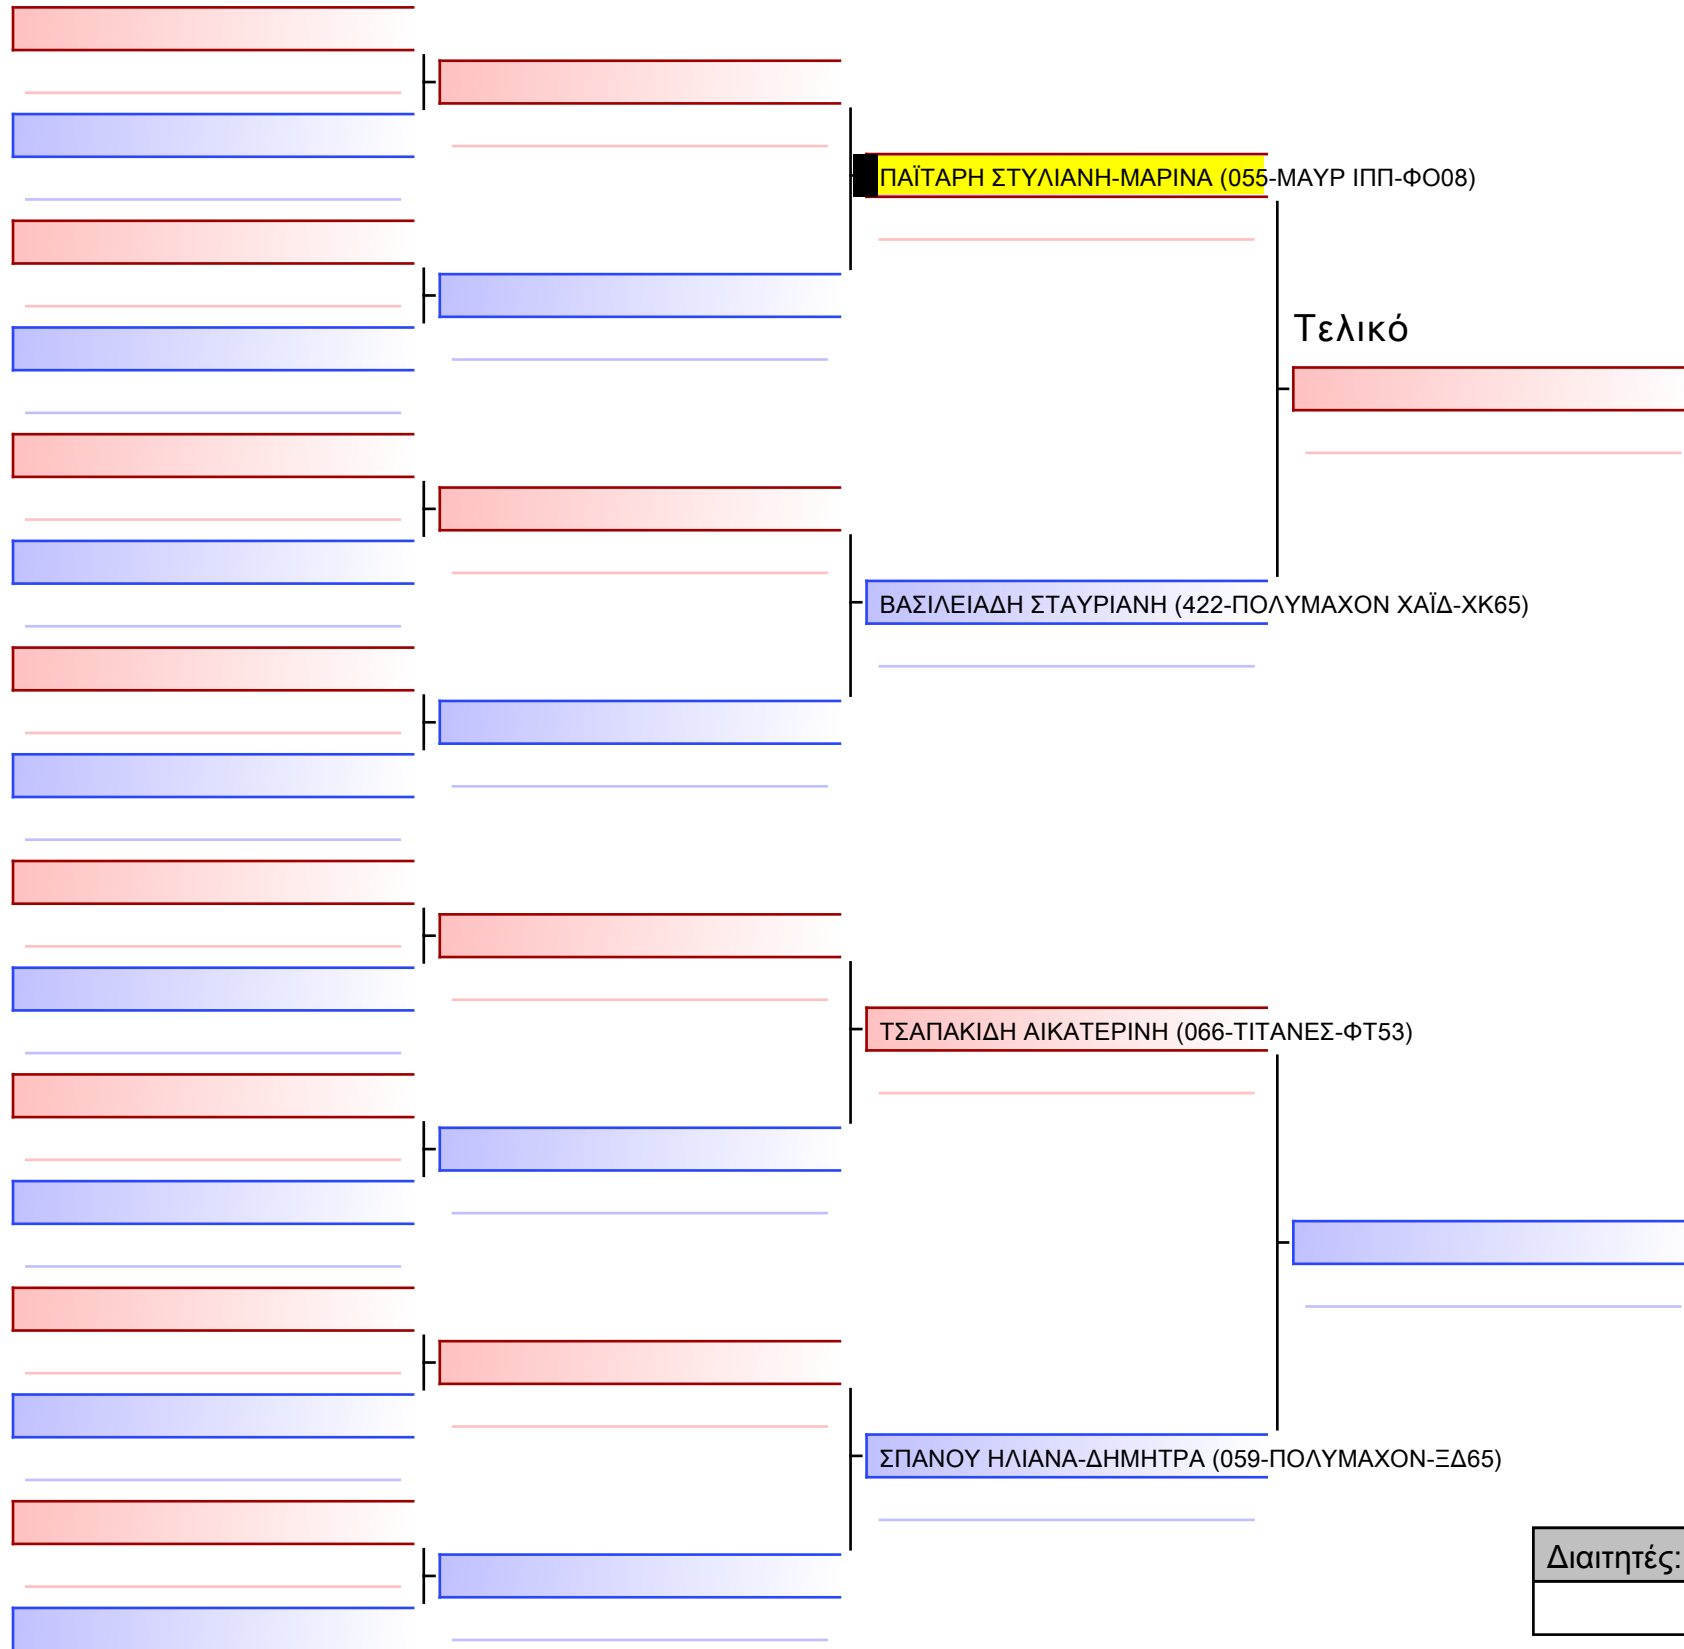 ΠΑΪΤΑΡΗ ΣΤΥΛΙΑΝΗ-ΜΑΡΙΝΑ (055-ΜΑΥΡ ΙΠΠ-ΦΟ08)
Τελικό
ΒΑΣΙΛΕΙΑΔΗ ΣΤΑΥΡΙΑΝΗ (422-ΠΟΛΥΜΑΧΟΝ ΧΑΪΔ-ΧΚ65)
ΤΣΑΠΑΚΙΔΗ ΑΙΚΑΤΕΡΙΝΗ (066-ΤΙΤΑΝΕΣ-ΦΤ53)
ΣΠΑΝΟΥ ΗΛΙΑΝΑ-ΔΗΜΗΤΡΑ (059-ΠΟΛΥΜΑΧΟΝ-ΞΔ65)
Διαιτητές: